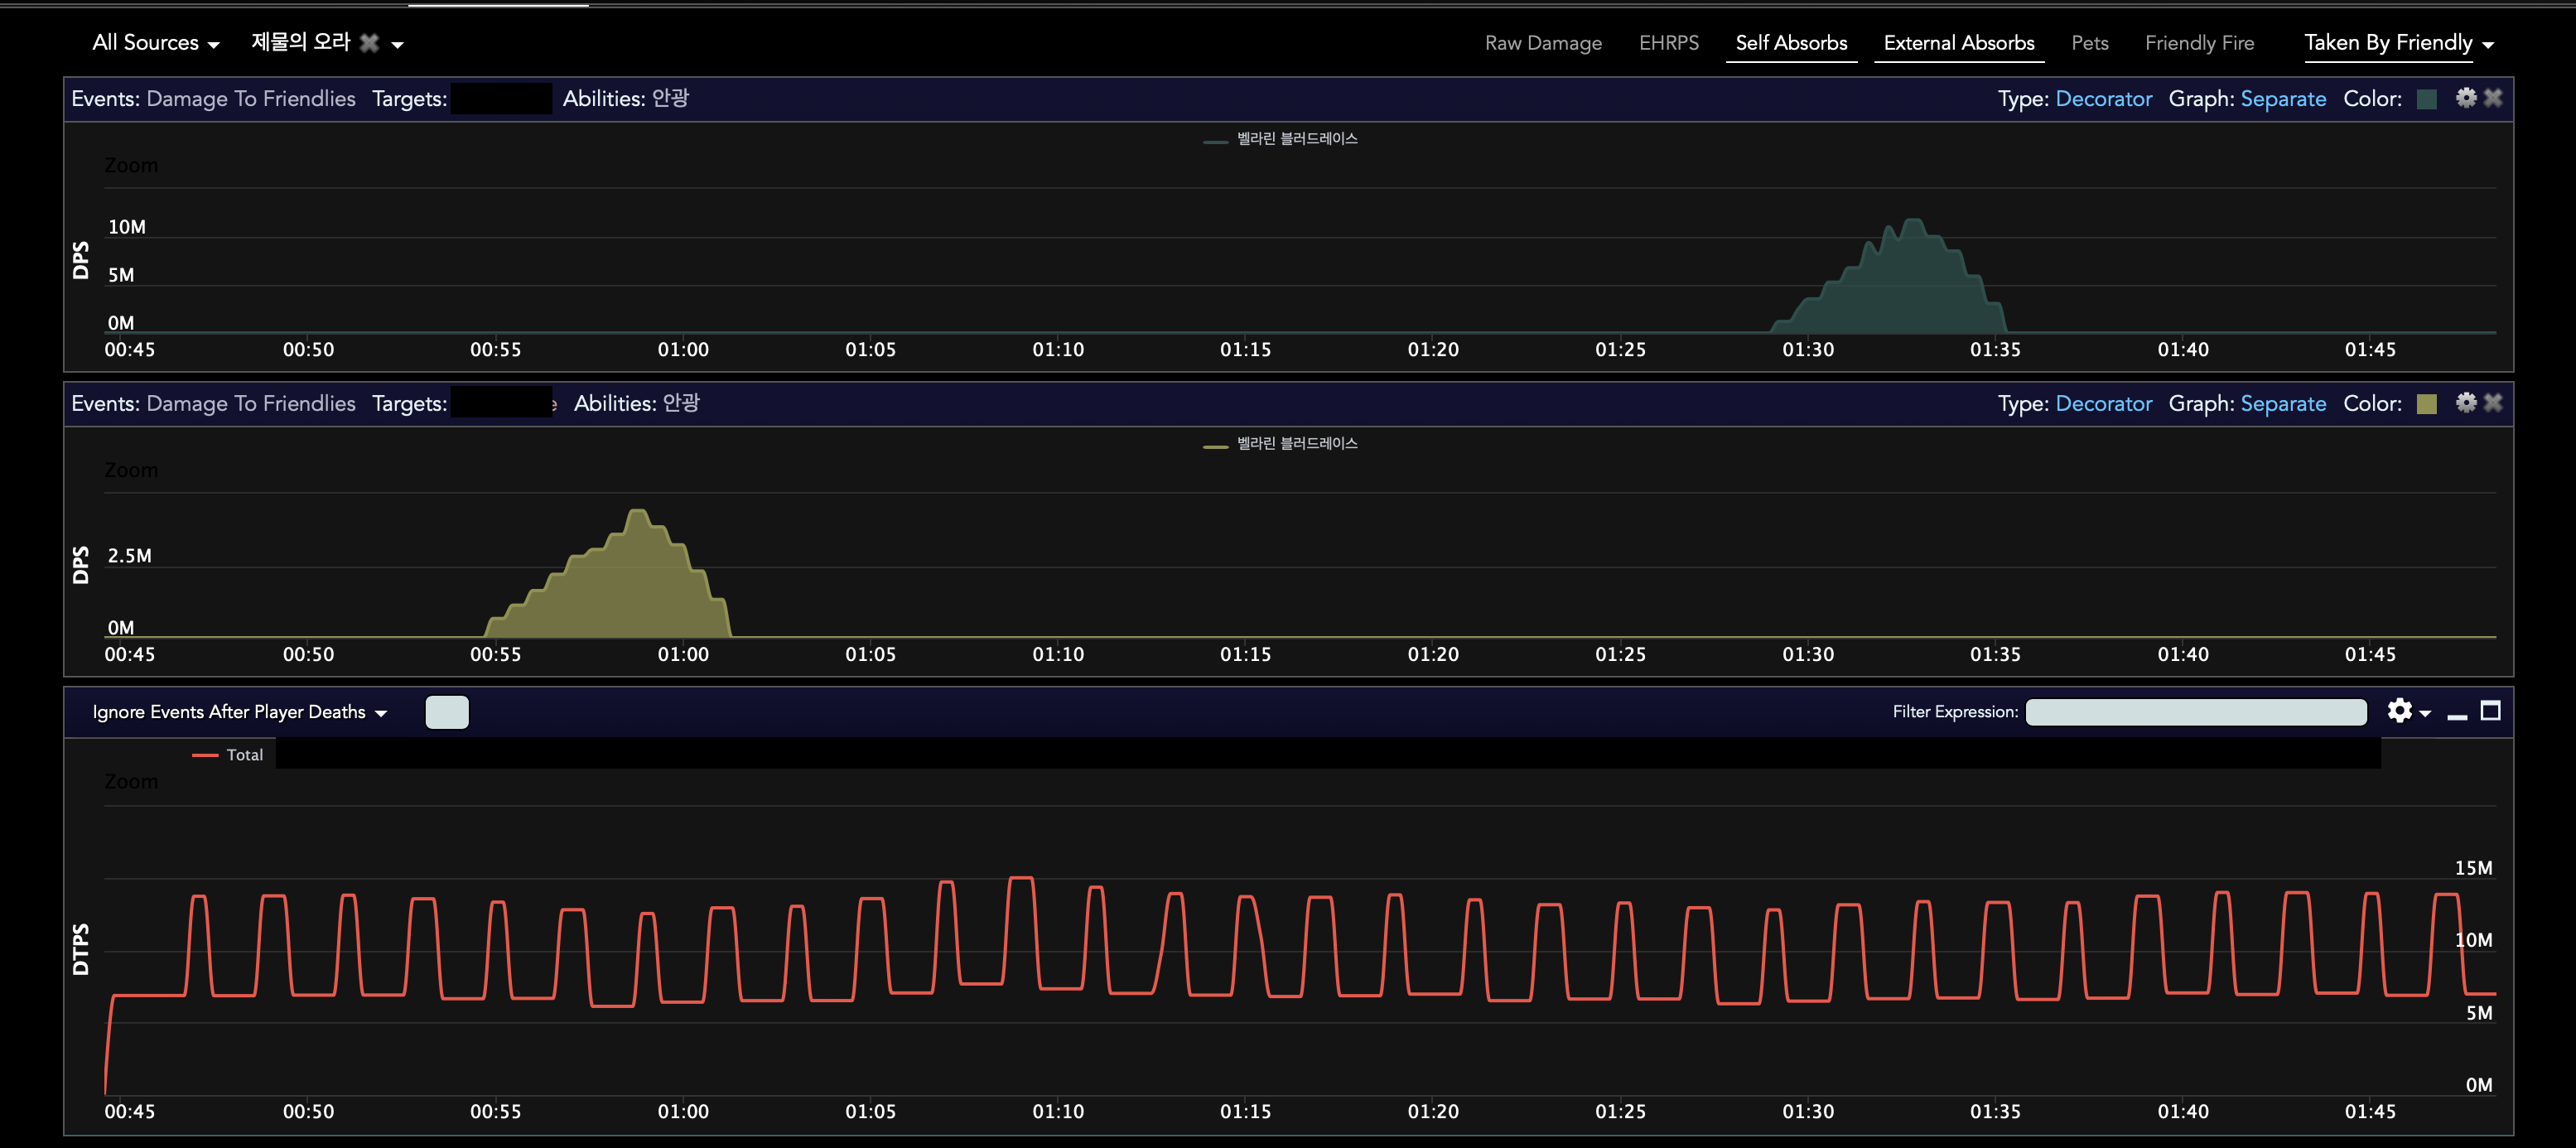 All Sources 제물의 오라 Raw Damage EHRPS Self Absorbs External Absorbs Pets Friendly Fire Taken By Friendly
Events: Damage To Friendlies Targets: Abilities: 안광 Type: Decorator Graph: Separate Color:
벨라린 블러드레이스
Zoom
10M
5M
0M
DPS
00:45 00:50 00:55 01:00 01:05 01:10 01:15 01:20 01:25 01:30 01:35 01:40 01:45
Events: Damage To Friendlies Targets: e Abilities: 안광 Type: Decorator Graph: Separate Color:
벨라린 블러드레이스
Zoom
2.5M
0M
DPS
00:45 00:50 00:55 01:00 01:05 01:10 01:15 01:20 01:25 01:30 01:35 01:40 01:45
Ignore Events After Player Deaths Filter Expression:
Total
Zoom
15M
10M
5M
0M
DTPS
00:45 00:50 00:55 01:00 01:05 01:10 01:15 01:20 01:25 01:30 01:35 01:40 01:45